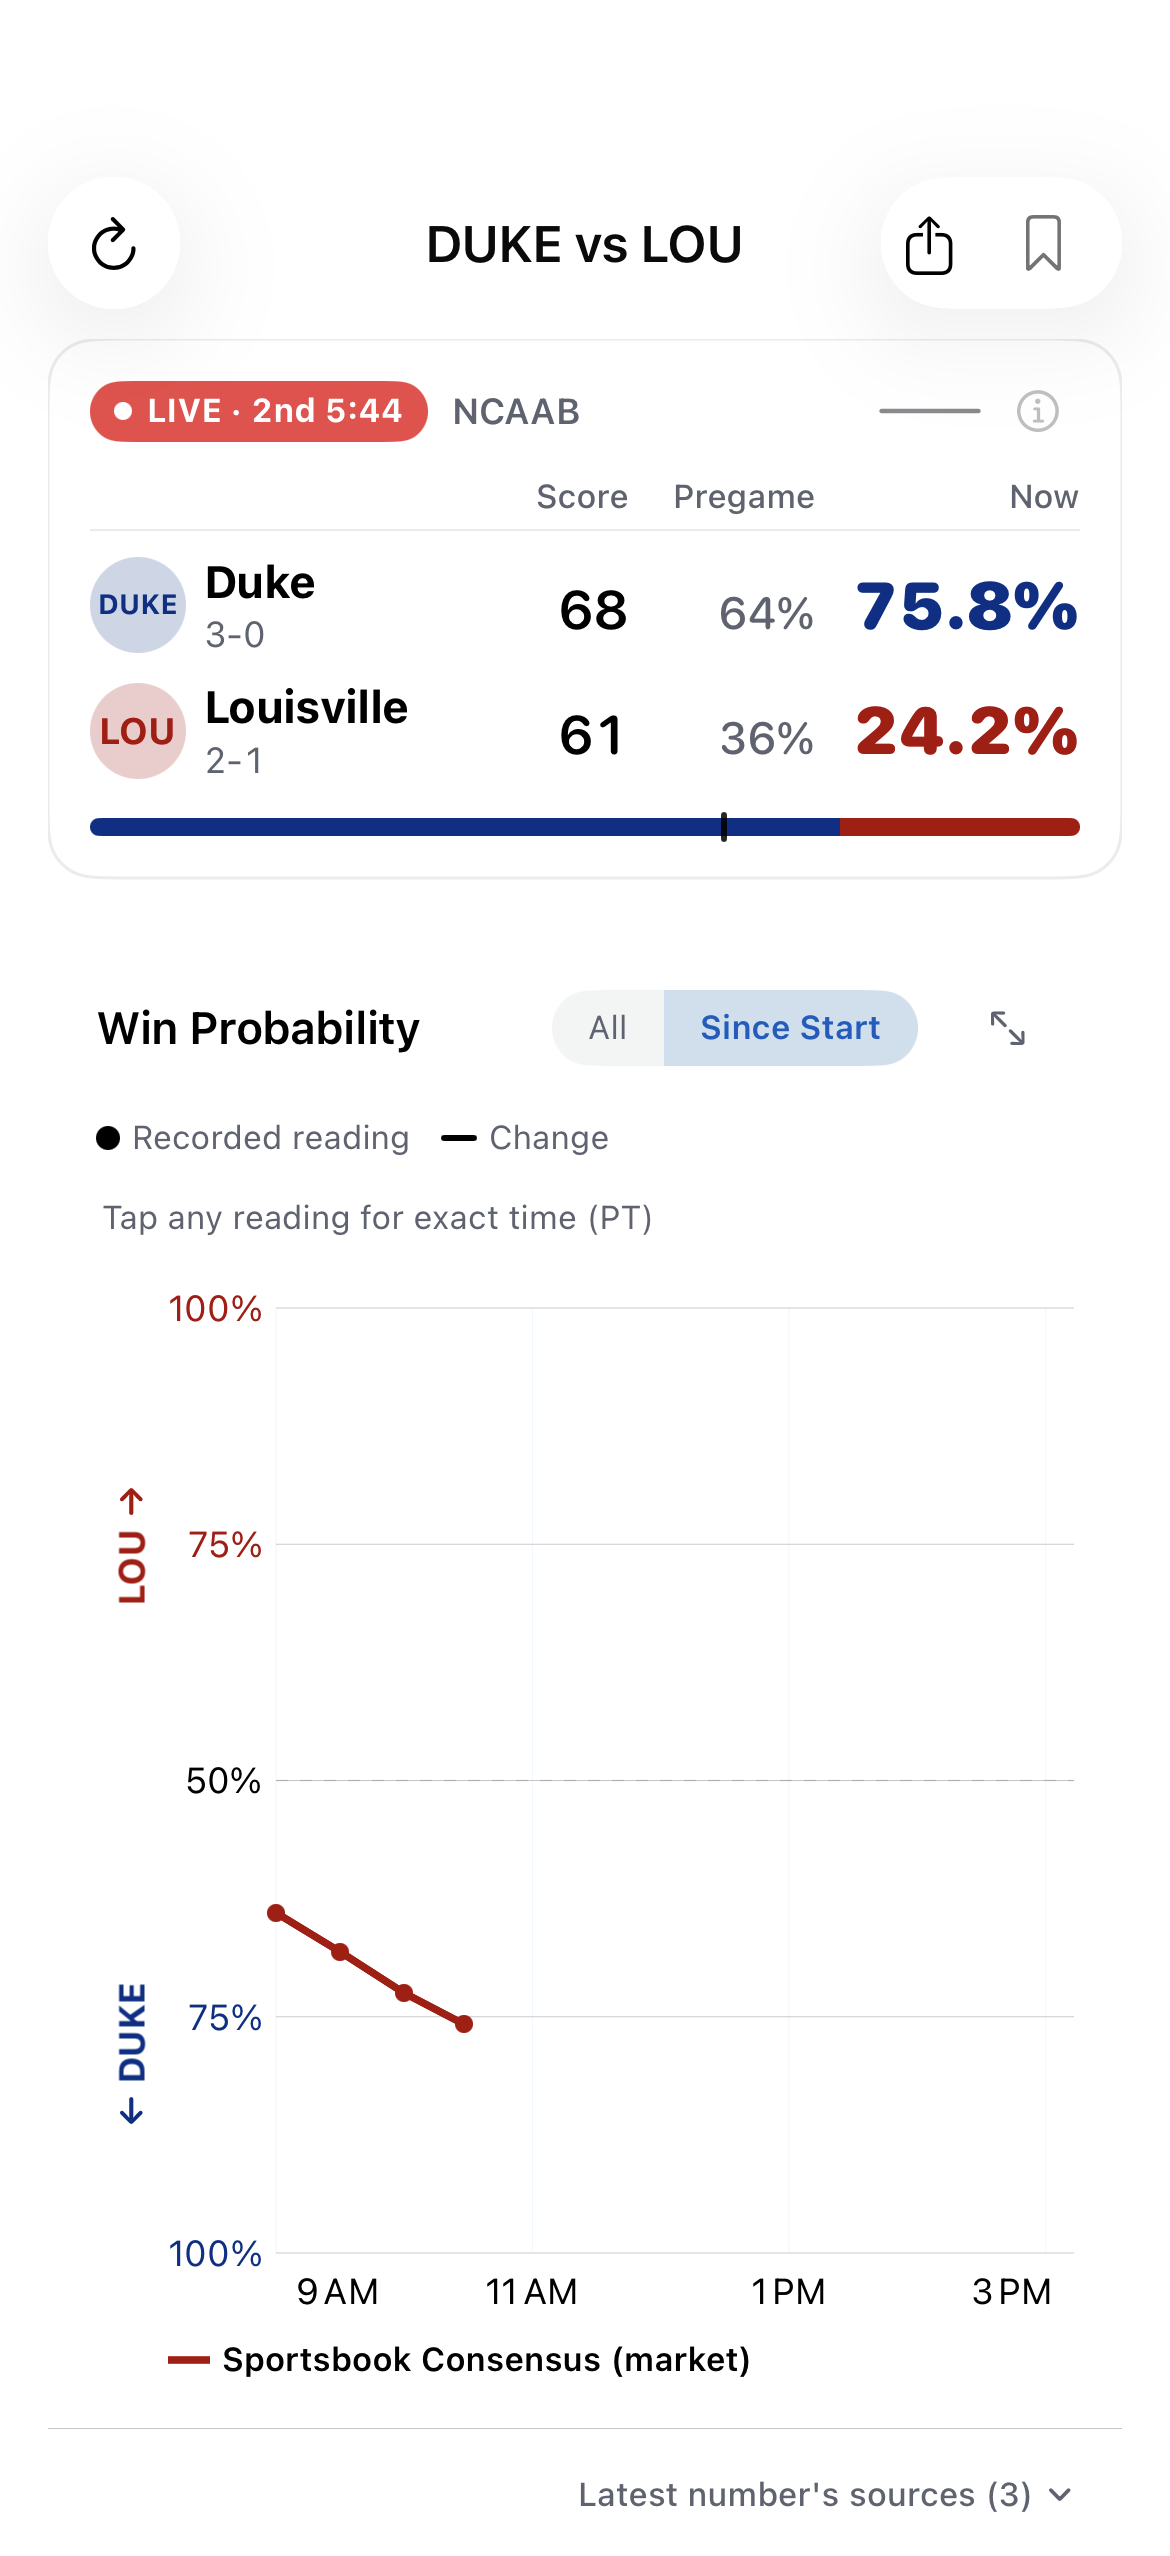 DUKE vs LOU
LIVE · 2nd 5:44 NCAAB
Score Pregame Now
DUKE Duke 68 64% 75.8%
3-0
LOU Louisville 61 36% 24.2%
2-1
Win Probability All Since Start
Recorded reading Change
Tap any reading for exact time (PT)
100%
LOU → 75%
50%
← DUKE 75%
100%
9 AM 11 AM 1 PM 3 PM
Sportsbook Consensus (market)
Latest number's sources (3)